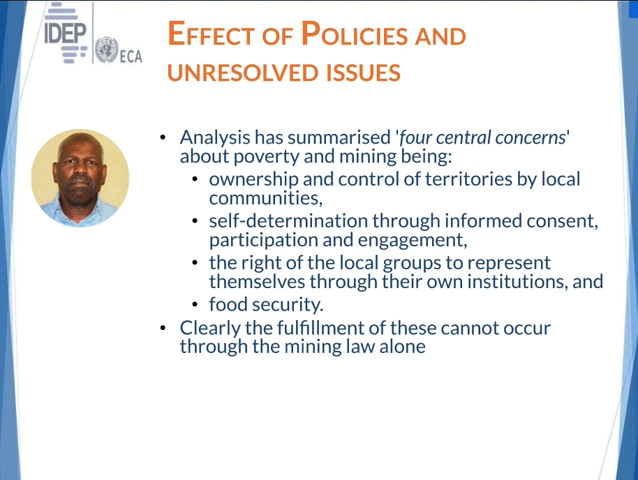 IDEP
ECA
EFFECT OF POLICIES AND
UNRESOLVED ISSUES
• Analysis has summarised 'four central concerns'
about poverty and mining being:
• ownership and control of territories by local
communities,
• self-determination through informed consent,
participation and engagement,
• the right of the local groups to represent
themselves through their own institutions, and
• food security.
• Clearly the fulfillment of these cannot occur
through the mining law alone